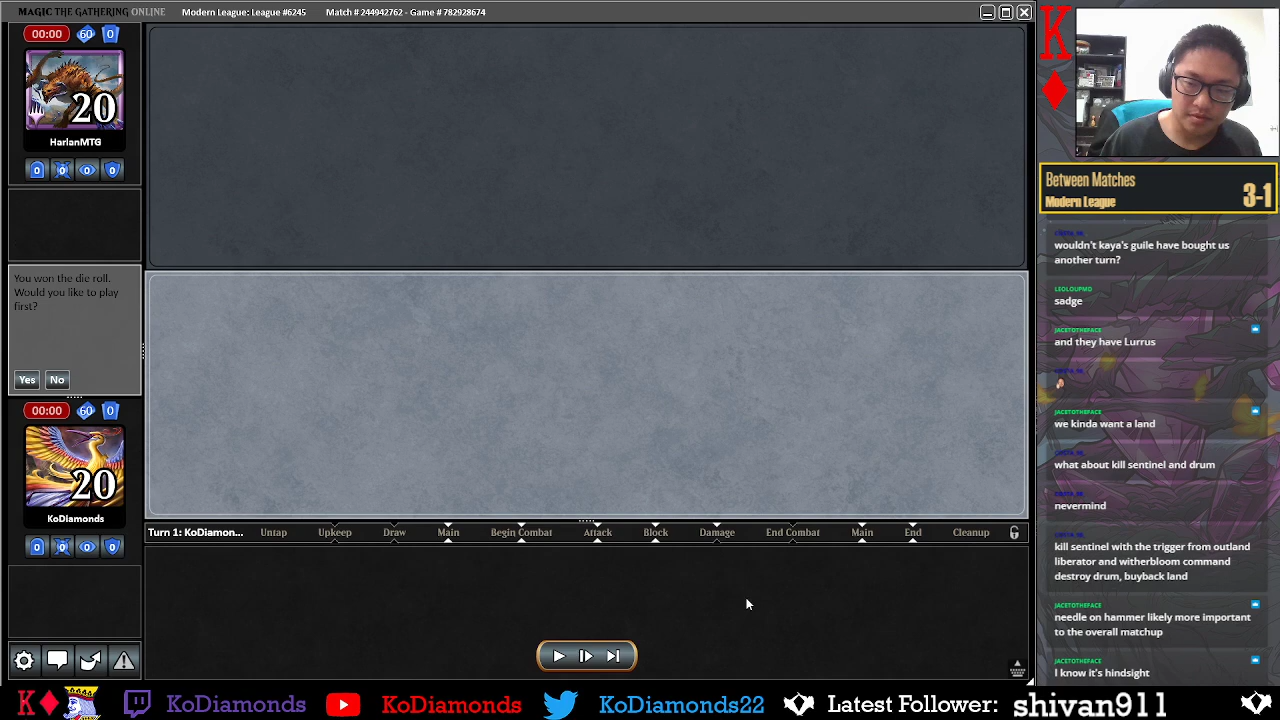 MAGIC THE GATHERING ONLINE
Modern League: League #6245
Match # 244942762 - Game # 782928674
00:00
60
0
20
HarlanMTG
0
0
0
0
You won the die roll.
Would you like to play
first?
Yes
No
00:00
60
0
20
KoDiamonds
0
0
0
0
Turn 1: KoDiamon...
Untap
Upkeep
Draw
Main
Begin Combat
Attack
Block
Damage
End Combat
Main
End
Cleanup
K
Between Matches
Modern League
3-1
wouldn't kaya's guile have bought us
another turn?
LEOLOUPMD
sadge
JACETOTHEFACE
and they have Lurrus
JACETOTHEFACE
we kinda want a land
what about kill sentinel and drum
nevermind
kill sentinel with the trigger from outland
liberator and witherbloom command
destroy drum, buyback land
JACETOTHEFACE
needle on hammer likely more important
to the overall matchup
JACETOTHEFACE
I know it's hindsight
K
KoDiamonds
KoDiamonds
KoDiamonds22
Latest Follower:
shivan911